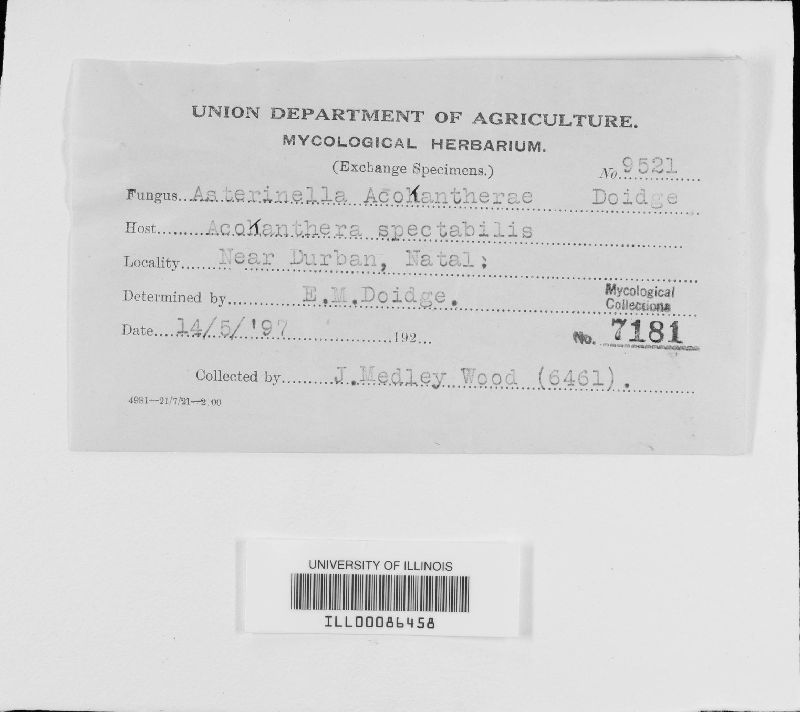 UNION DEPARTMENT OF AGRICULTURE.
MYCOLOGICAL HERBARIUM.
(Exchange Specimens.)
No. 9521
Fungus Asterinella Acokantherae Doidge
Host Acokanthera spectabilis
Locality Near Durban, Natal;
Determined by E.M.Doidge.
Mycological
Collections
Date 14/5/'97 192
No. 7181
Collected by J.Medley Wood (6461).
4981—21/7/21—2,00
UNIVERSITY OF ILLINOIS
ILL00086458